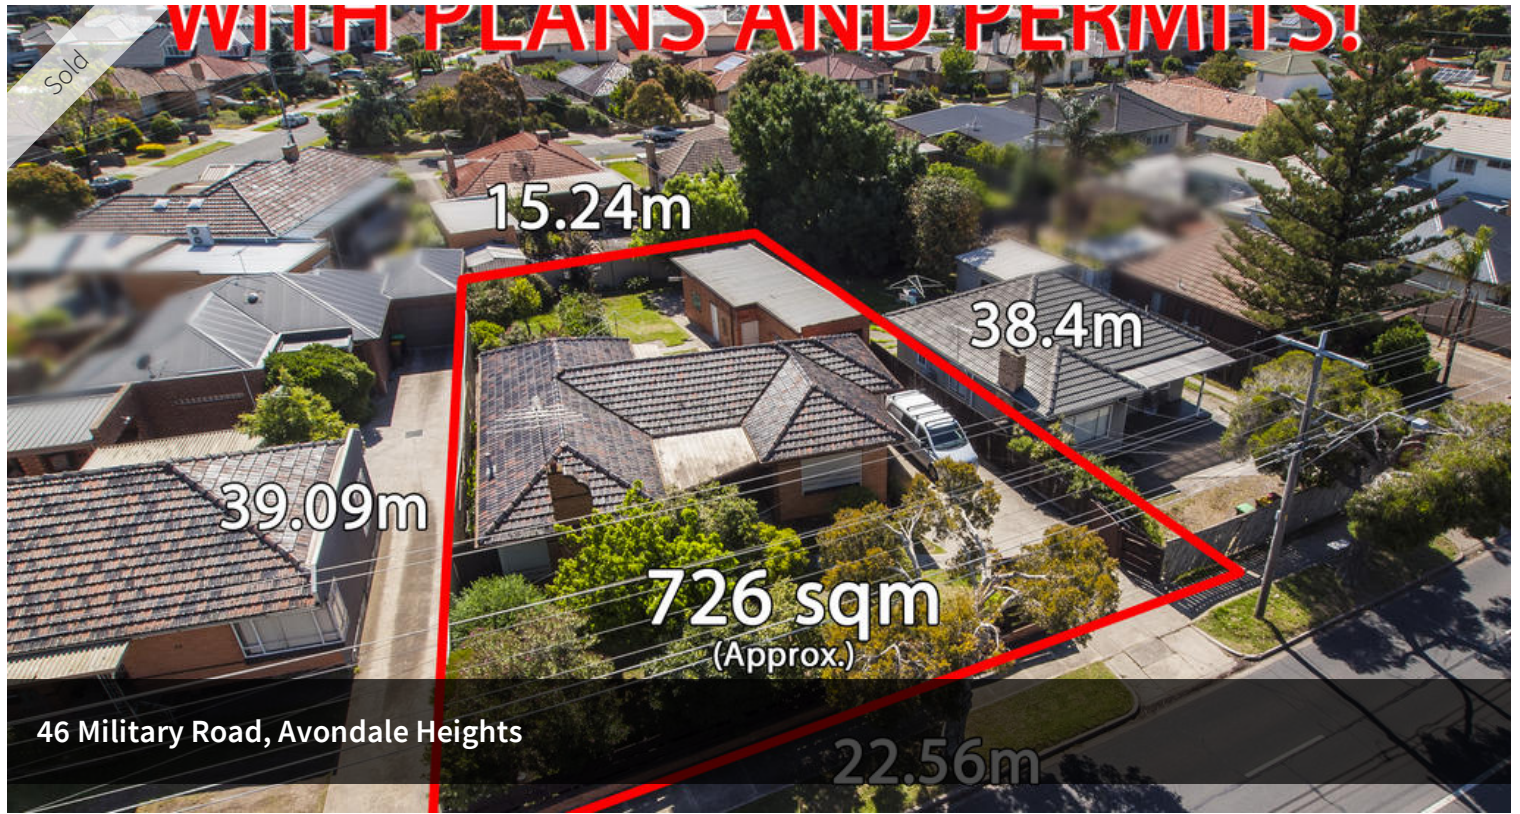 WITH PLANS AND PERMITS!
Sold
15.24m
38.4m
39.09m
726 sqm
(Approx.)
46 Military Road, Avondale Heights
22.56m